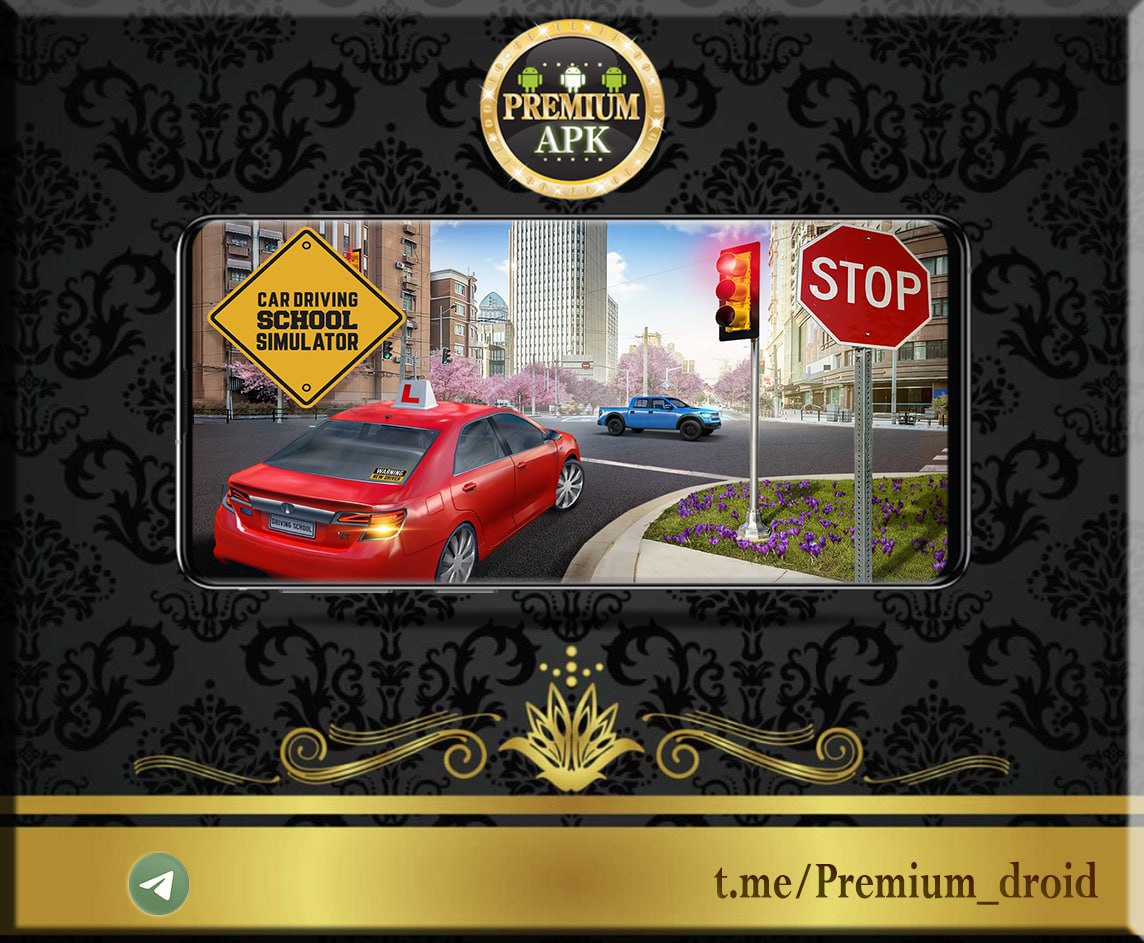 PREMIUM
APK
CAR DRIVING
SCHOOL
SIMULATOR
STOP
L
WARNING
NEW DRIVER
DRIVING SCHOOL
t.me/Premium_droid